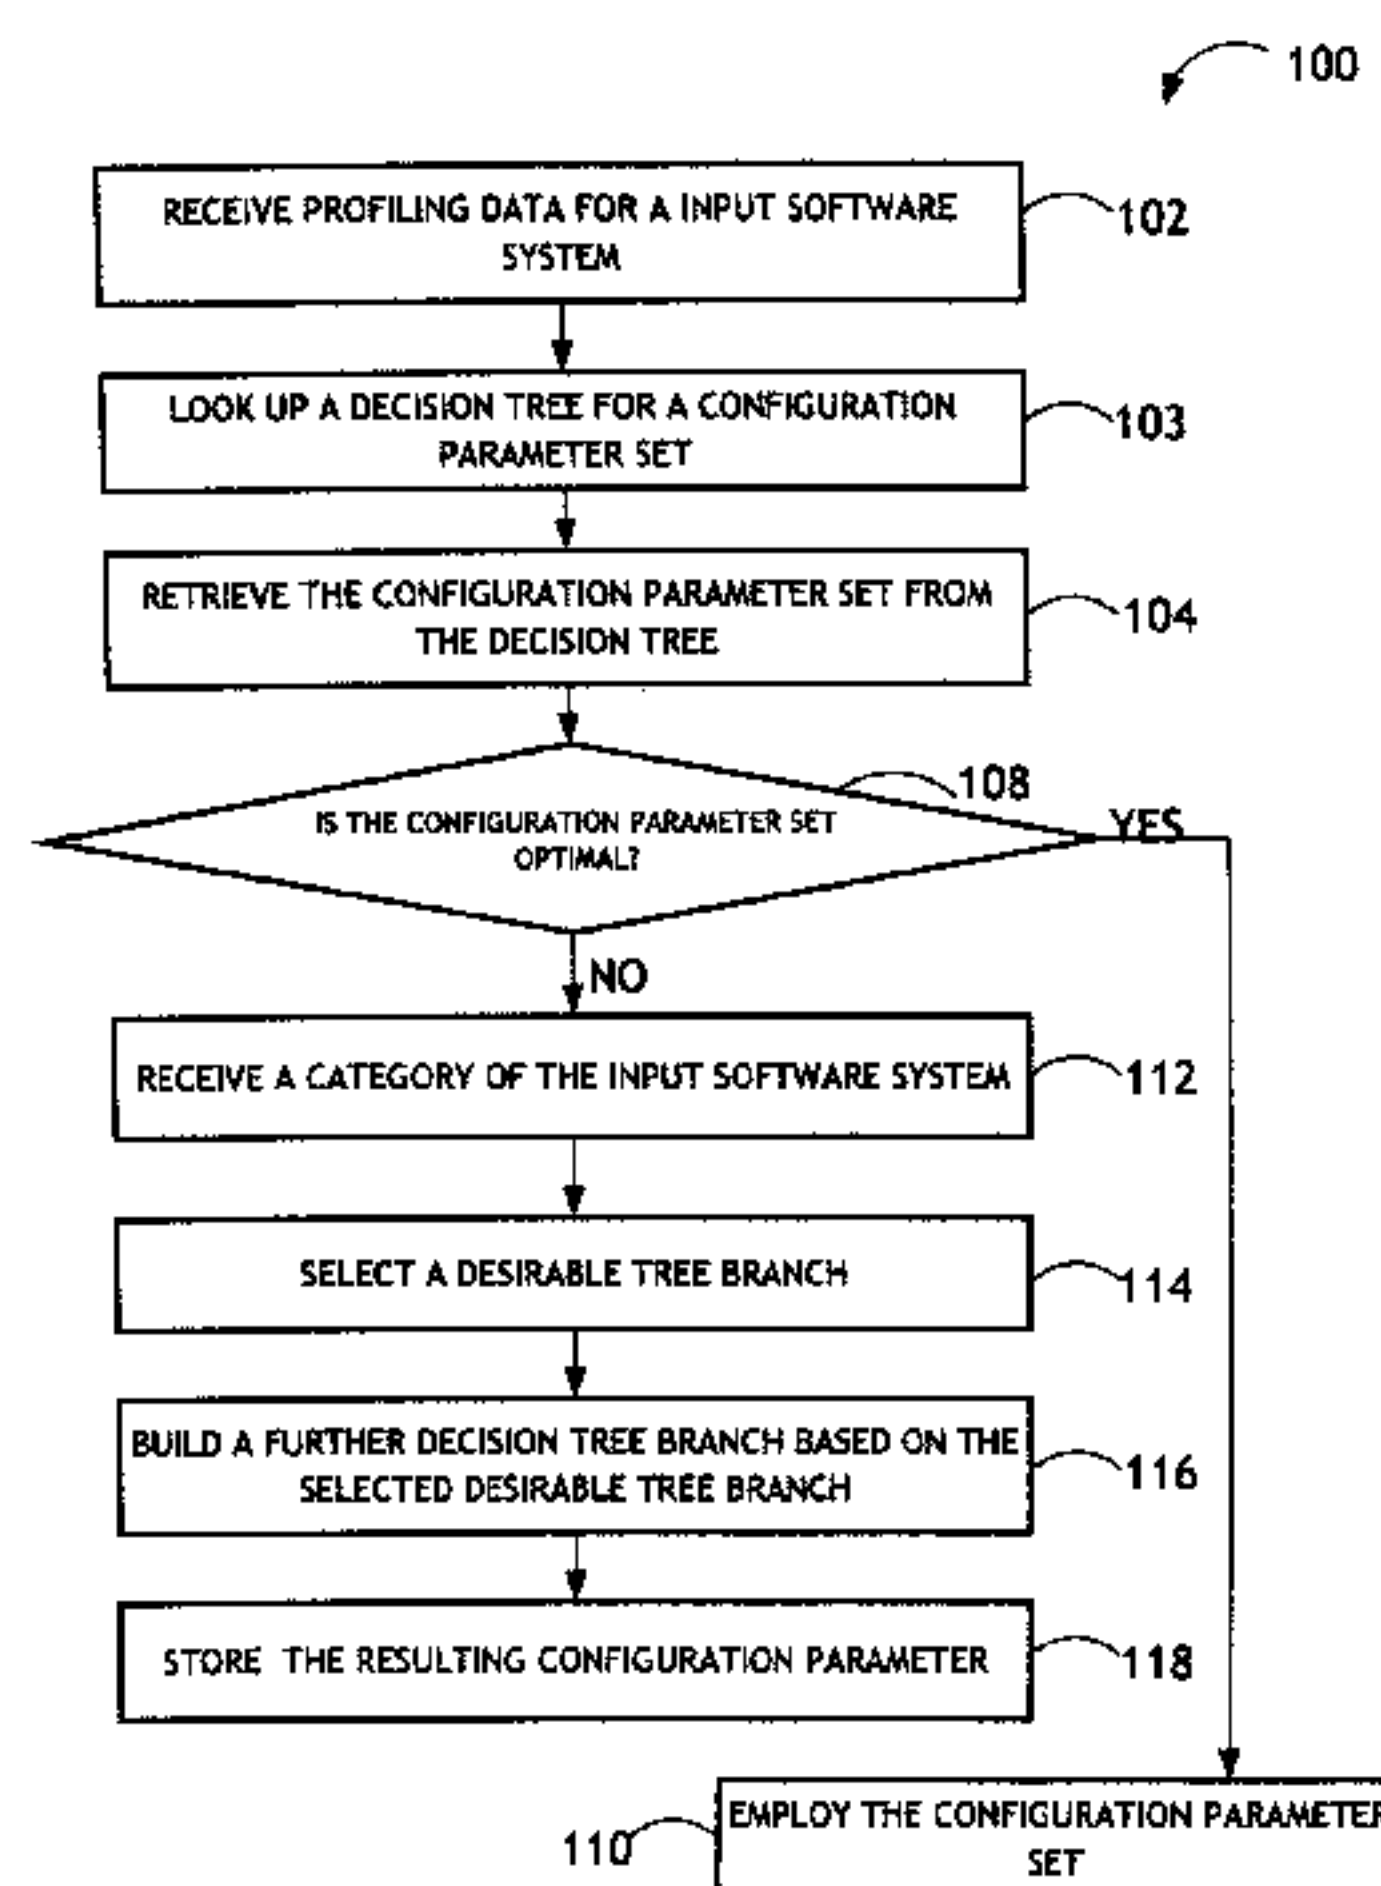 100
RECEIVE PROFILING DATA FOR A INPUT SOFTWARE
SYSTEM
102
LOOK UP A DECISION TREE FOR A CONFIGURATION
PARAMETER SET
103
RETRIEVE THE CONFIGURATION PARAMETER SET FROM
THE DECISION TREE
104
108
IS THE CONFIGURATION PARAMETER SET
OPTIMAL?
YES
NO
RECEIVE A CATEGORY OF THE INPUT SOFTWARE SYSTEM
112
SELECT A DESIRABLE TREE BRANCH
114
BUILD A FURTHER DECISION TREE BRANCH BASED ON THE
SELECTED DESIRABLE TREE BRANCH
116
STORE THE RESULTING CONFIGURATION PARAMETER
118
EMPLOY THE CONFIGURATION PARAMETER
SET
110